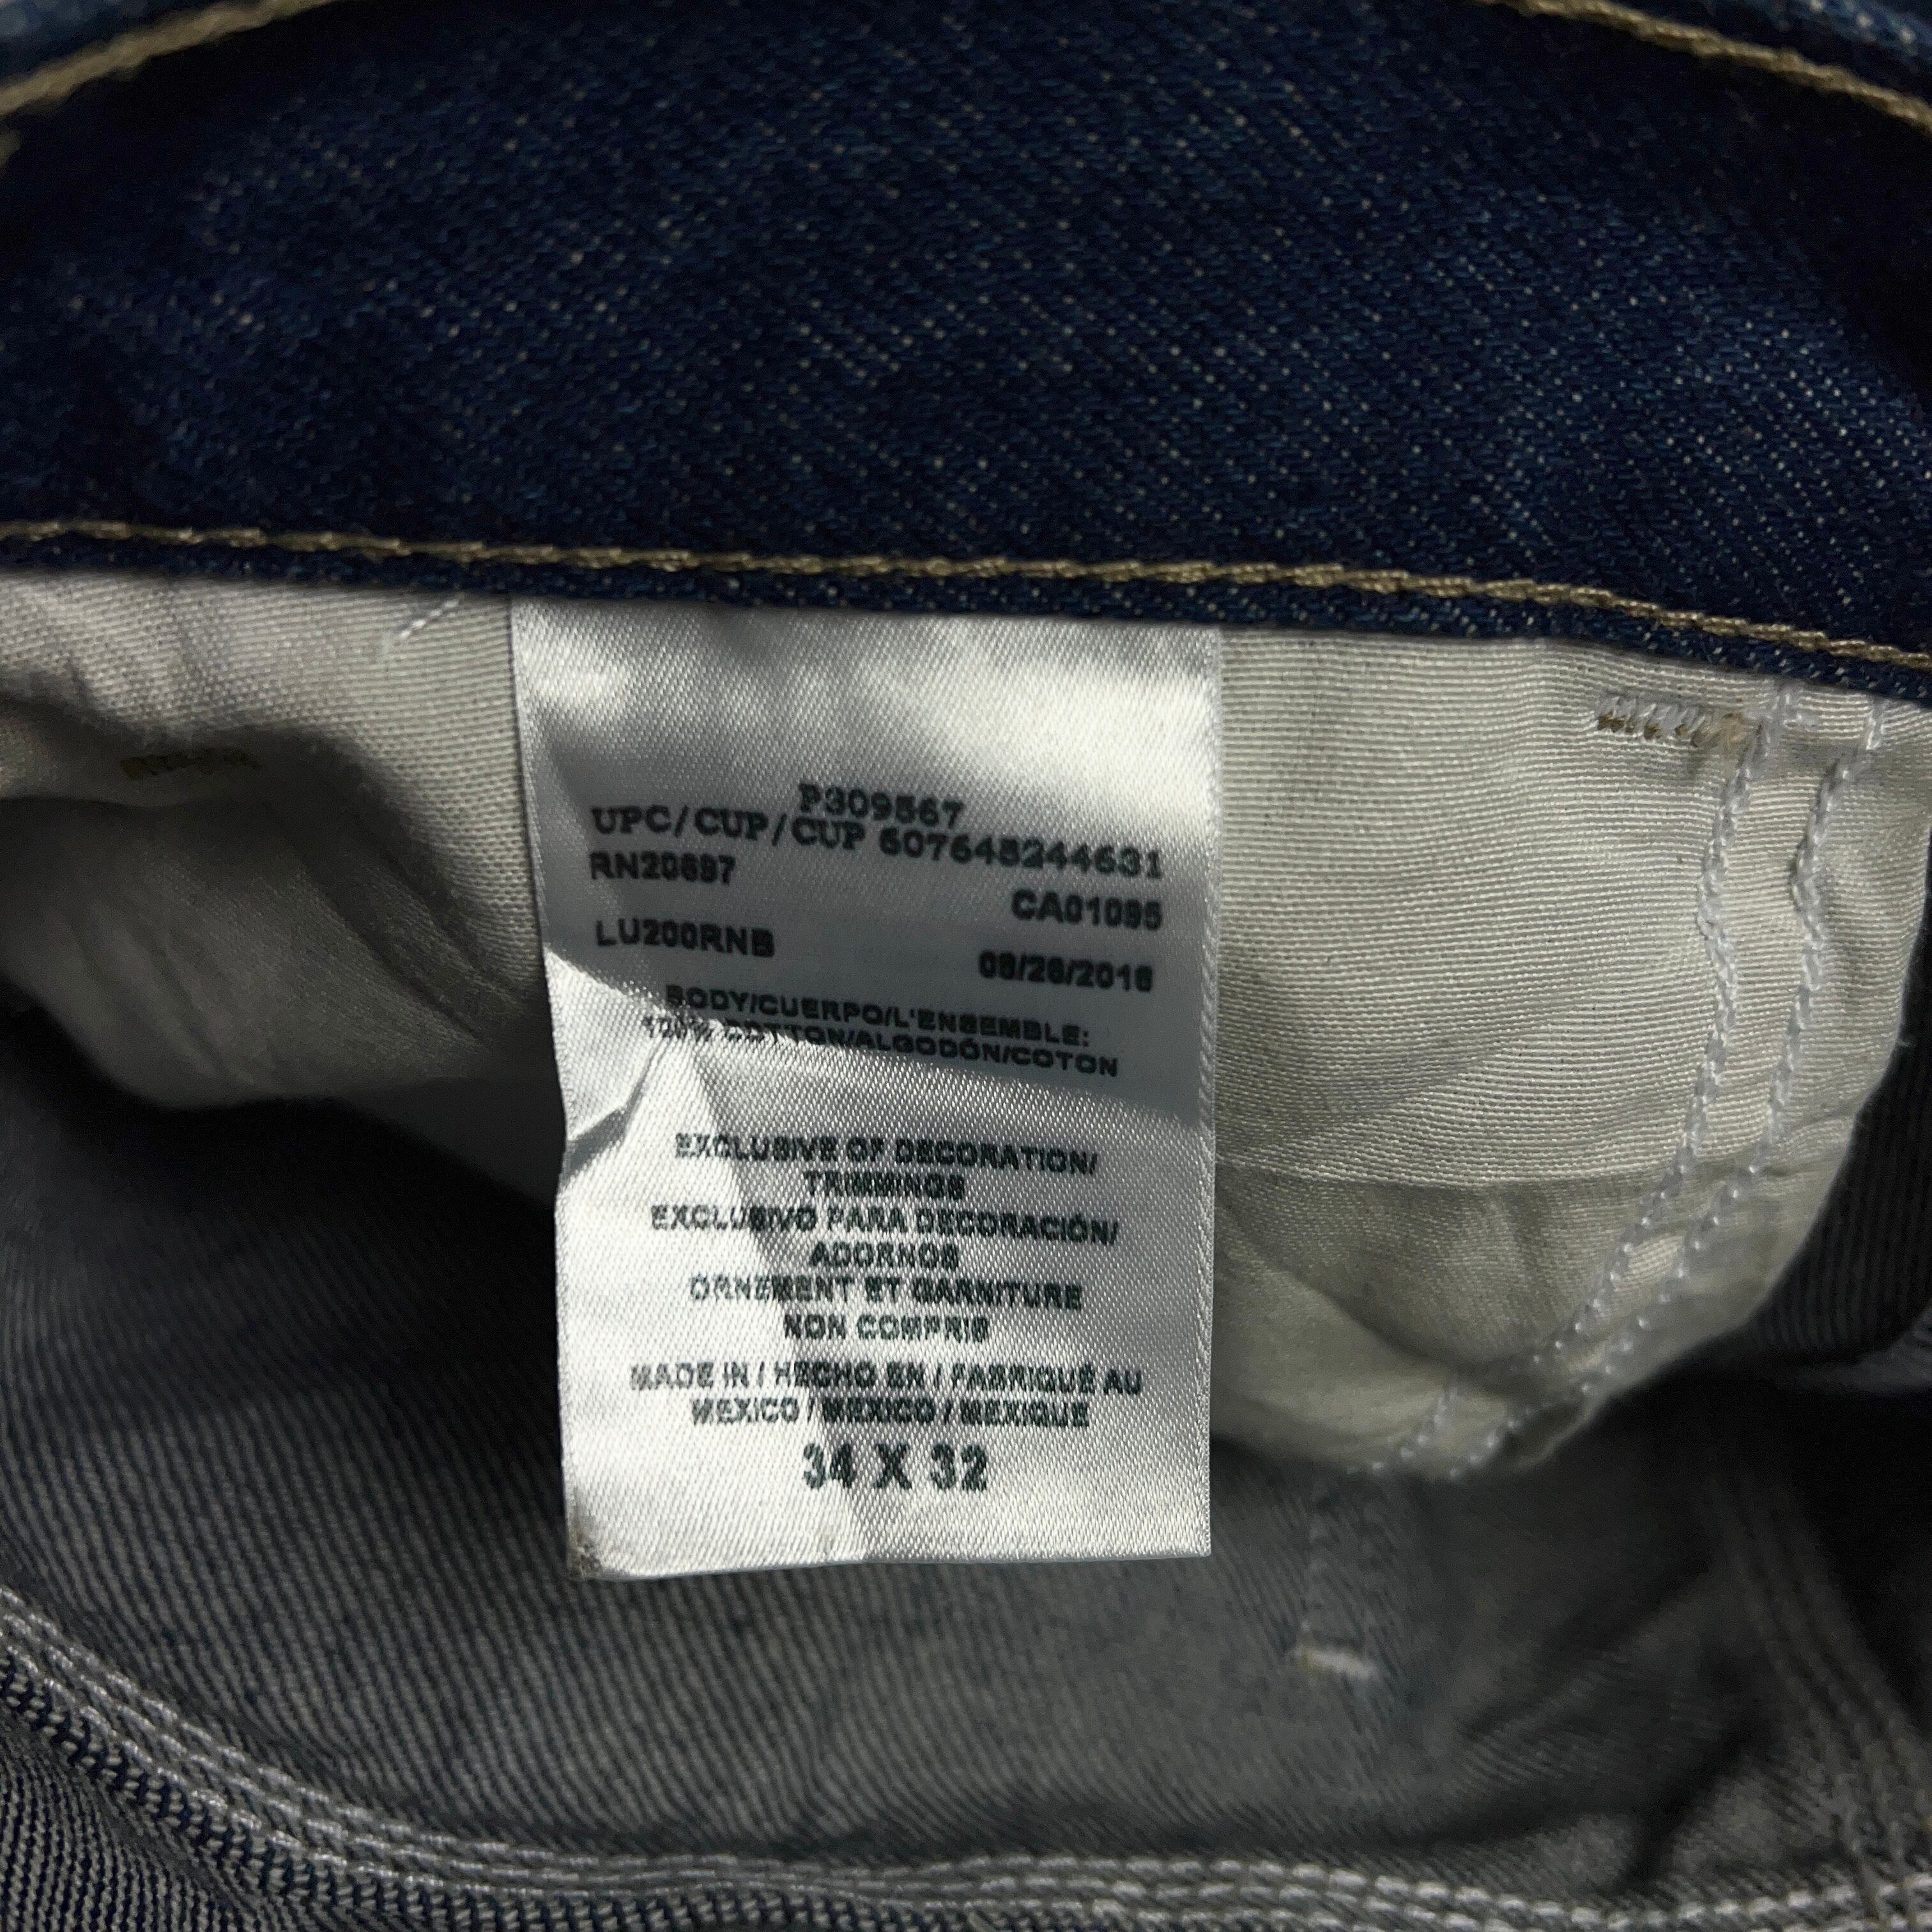 P309567
UPC/CUP/CUP 607645244631
RN20697
CA01095
LU200RNB
08/26/2016
BODY/CUERPO/L'ENSEMBLE:
100% COTTON/ALGODÓN/COTON
EXCLUSIVE OF DECORATION/
TRIMMINGS
EXCLUSIVO PARA DECORACIÓN/
ADORNOS
ORNEMENT ET GARNITURE
NON COMPRIS
MADE IN / HECHO EN / FABRIQUÉ AU
MEXICO / MEXICO / MEXIQUE
34 X 32